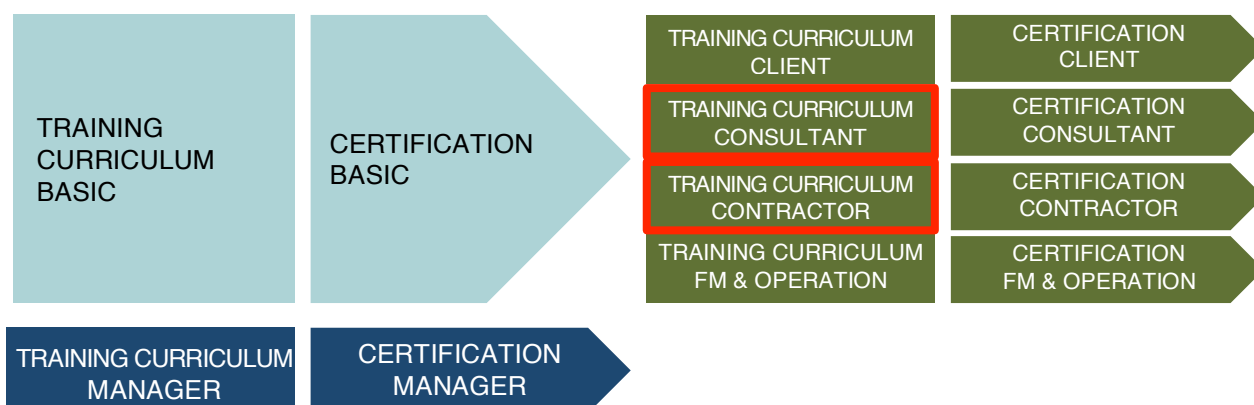 TRAINING
CURRICULUM
BASIC
CERTIFICATION
BASIC
TRAINING CURRICULUM
CLIENT
CERTIFICATION
CLIENT
TRAINING CURRICULUM
CONSULTANT
CERTIFICATION
CONSULTANT
TRAINING CURRICULUM
CONTRACTOR
CERTIFICATION
CONTRACTOR
TRAINING CURRICULUM
FM & OPERATION
CERTIFICATION
FM & OPERATION
TRAINING CURRICULUM
MANAGER
CERTIFICATION
MANAGER